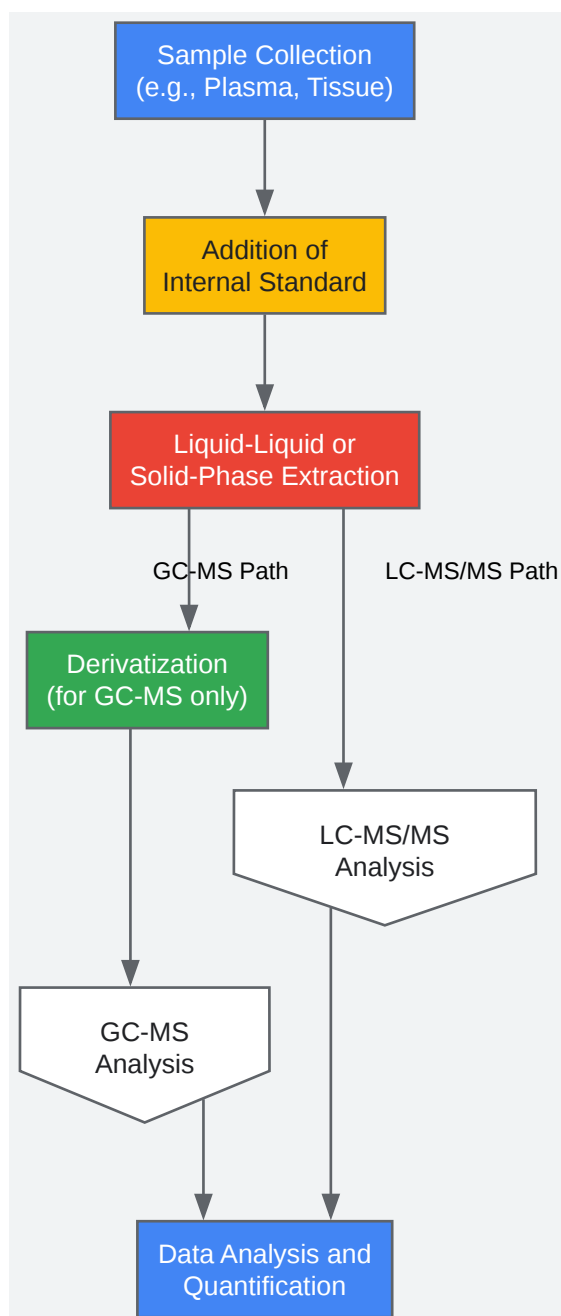 Sample Collection
(e.g., Plasma, Tissue)
Addition of
Internal Standard
Liquid-Liquid or
Solid-Phase Extraction
GC-MS Path
LC-MS/MS Path
Derivatization
(for GC-MS only)
LC-MS/MS
Analysis
GC-MS
Analysis
Data Analysis and
Quantification